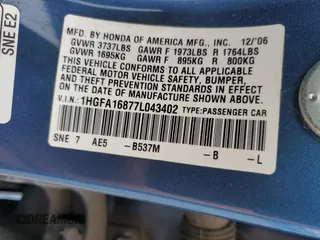 SNE E2
MFD. BY HONDA OF AMERICA MFG., INC. 12/'06
GVWR 3737LBS GAWR F 1973LBS R 1764LBS
GVWR 1695KG GAWR F 895KG R 800KG
THIS VEHICLE CONFORMS TO ALL APPLICABLE
FEDERAL MOTOR VEHICLE SAFETY, BUMPER,
AND THEFT PREVENTION STANDARDS IN
EFFECT ON THE DATE OF MANUFACTURE
SHOWN ABOVE.
V.I.N: 1HGFA16877L043402 TYPE:PASSENGER CAR
SNE 7 AE5 -B537M -B -L
DREAMBID